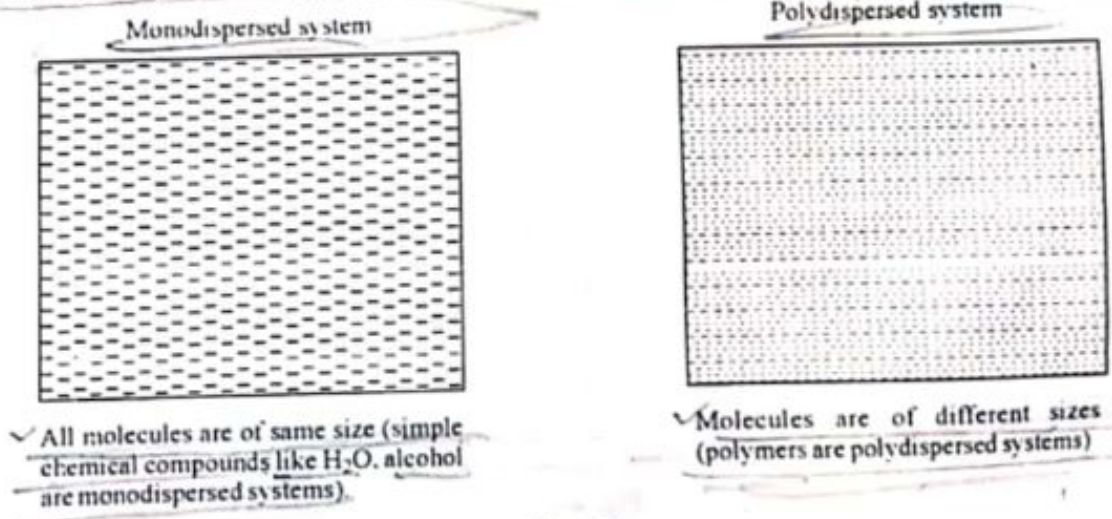 Monodispersed system
All molecules are of same size (simple
chemical compounds like H₂O. alcohol
are monodispersed systems).
Polydispersed system
Molecules are of different sizes
(polymers are polydispersed systems)